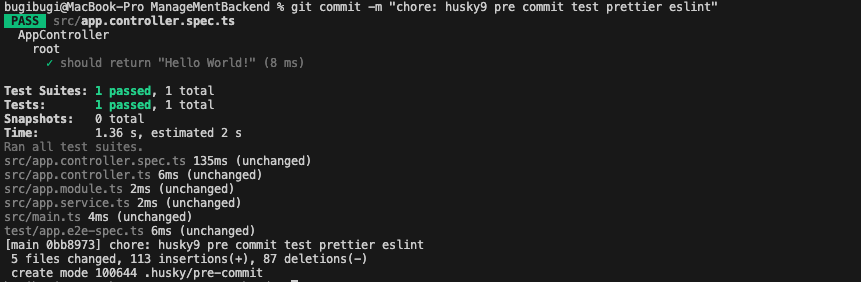 bugibugi@MacBook-Pro ManageMentBackend % git commit -m "chore: husky9 pre commit test prettier eslint"
PASS src/app.controller.spec.ts
AppController
root
✓ should return "Hello World!" (8 ms)
Test Suites: 1 passed, 1 total
Tests: 1 passed, 1 total
Snapshots: 0 total
Time: 1.36 s, estimated 2 s
Ran all test suites.
src/app.controller.spec.ts 135ms (unchanged)
src/app.controller.ts 6ms (unchanged)
src/app.module.ts 2ms (unchanged)
src/app.service.ts 2ms (unchanged)
src/main.ts 4ms (unchanged)
test/app.e2e-spec.ts 6ms (unchanged)
[main 0bb8973] chore: husky9 pre commit test prettier eslint
5 files changed, 113 insertions(+), 87 deletions(-)
create mode 100644 .husky/pre-commit